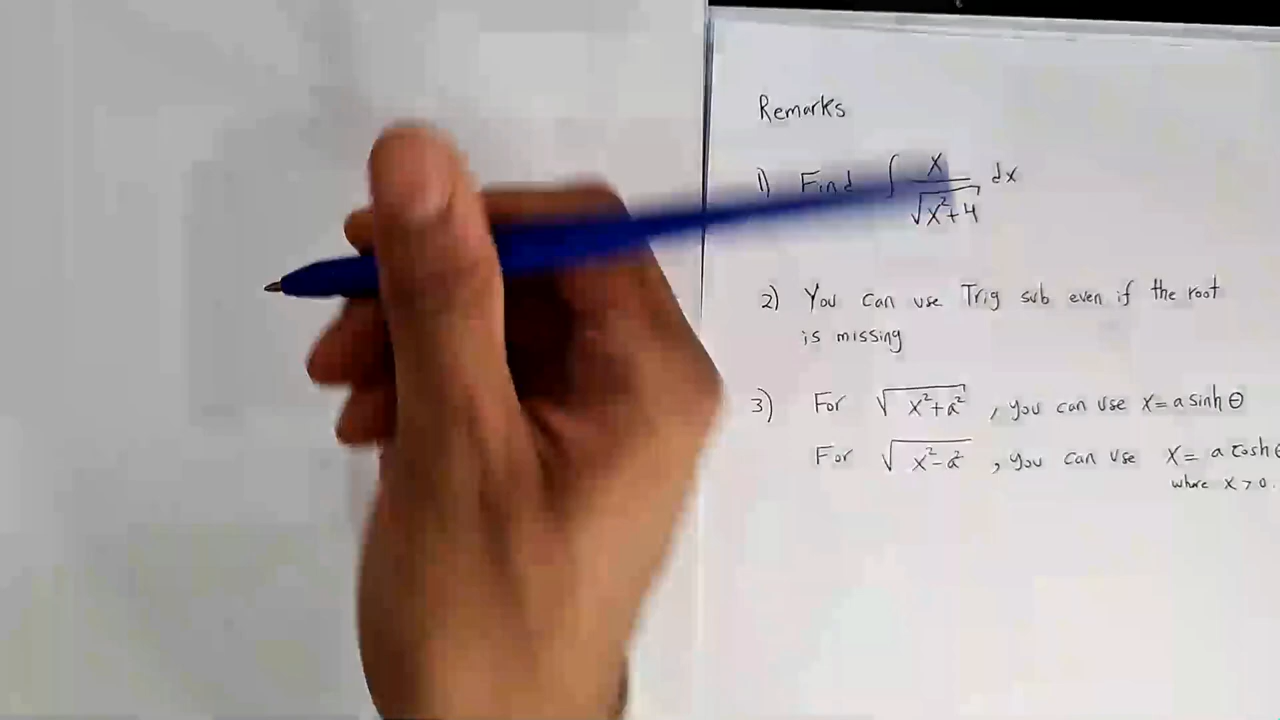 Remarks
1) Find ∫ x/√(x²+4) dx
2) You can use Trig sub even if the root
is missing
3) For √(x²+a²) , you can use x = a sinh θ
For √(x²-a²) , you can use x = a cosh θ
where x > 0.